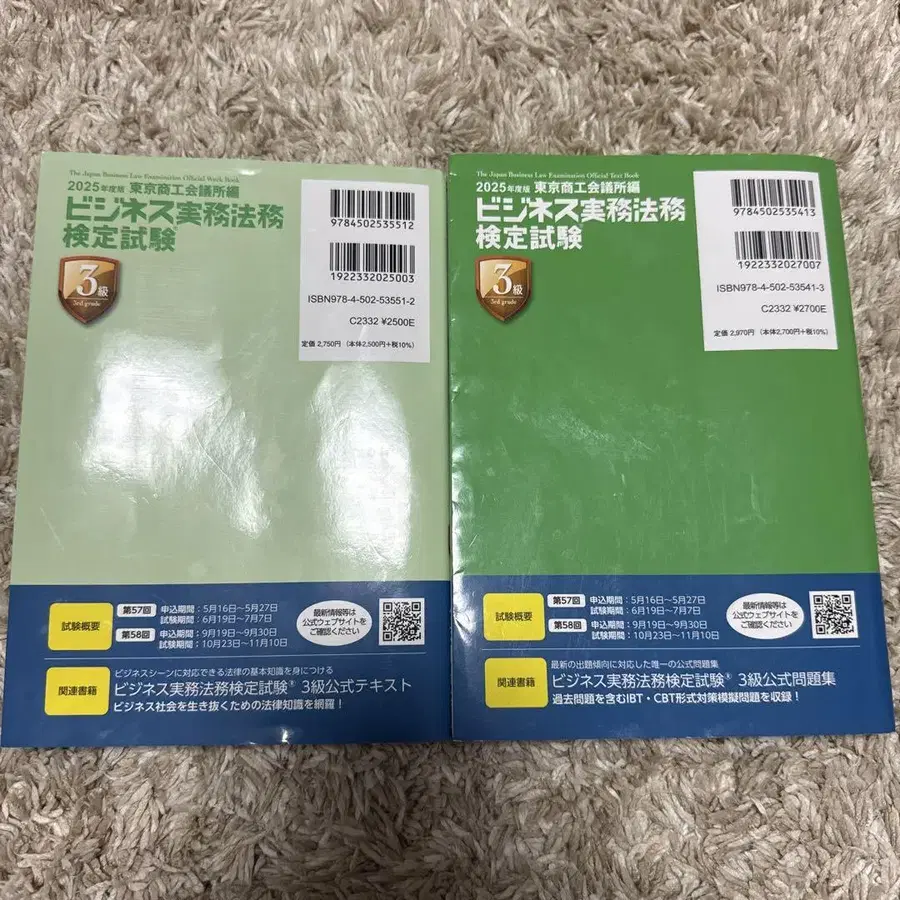 The Japan Business Law Examination Official Work Book
2025年度版 東京商工会議所編
ビジネス実務法務
検定試験
3級
3rd grade
9784502535512
1922332025003
ISBN978-4-502-53551-2
C2332 ¥2500E
定価 2,750円（本体2,500円+税10%）
試験概要
第57回 申込期間：5月16日～5月27日
試験期間：6月19日～7月7日
第58回 申込期間：9月19日～9月30日
試験期間：10月23日～11月10日
最新情報等は
公式ウェブサイトを
ご確認ください
関連書籍
ビジネスシーンに対応できる法律の基本知識を身につける
ビジネス実務法務検定試験® 3級公式テキスト
ビジネス社会を生き抜くための法律知識を網羅！
The Japan Business Law Examination Official Text Book
2025年度版 東京商工会議所編
ビジネス実務法務
検定試験
3級
3rd grade
9784502535413
1922332027007
ISBN978-4-502-53541-3
C2332 ¥2700E
定価 2,970円（本体2,700円+税10%）
試験概要
第57回 申込期間：5月16日～5月27日
試験期間：6月19日～7月7日
第58回 申込期間：9月19日～9月30日
試験期間：10月23日～11月10日
最新情報等は
公式ウェブサイトを
ご確認ください
関連書籍
最新の出題傾向に対応した唯一の公式問題集
ビジネス実務法務検定試験® 3級公式問題集
過去問題を含むIBT・CBT形式対策模擬問題を収録！